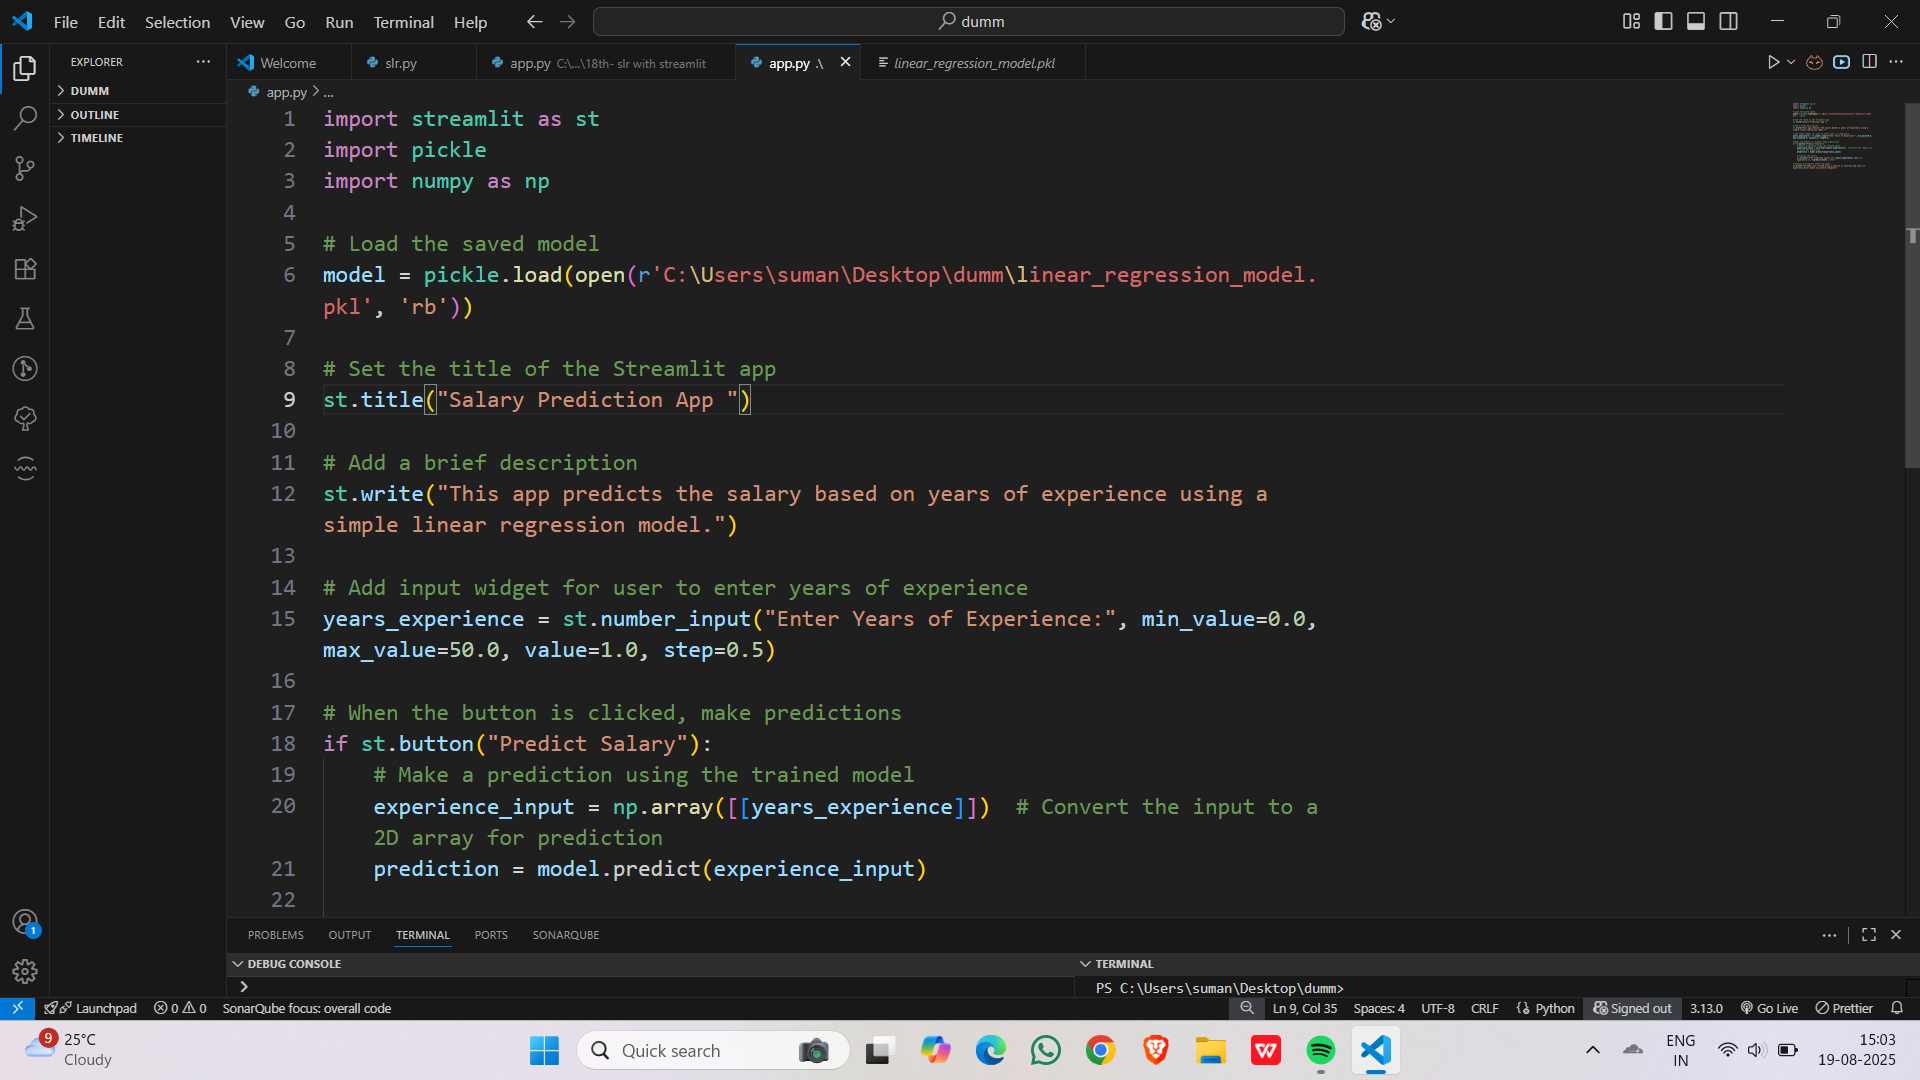 File Edit Selection View Go Run Terminal Help
dumm
EXPLORER
DUMM
OUTLINE
TIMELINE
Welcome
slr.py
app.py C:\...\18th- slr with streamlit
app.py .\
linear_regression_model.pkl
app.py > ...
1 import streamlit as st
2 import pickle
3 import numpy as np
4
5 # Load the saved model
6 model = pickle.load(open(r'C:\Users\suman\Desktop\dumm\linear_regression_model.
pkl', 'rb'))
7
8 # Set the title of the Streamlit app
9 st.title("Salary Prediction App ")
10
11 # Add a brief description
12 st.write("This app predicts the salary based on years of experience using a
simple linear regression model.")
13
14 # Add input widget for user to enter years of experience
15 years_experience = st.number_input("Enter Years of Experience:", min_value=0.0,
max_value=50.0, value=1.0, step=0.5)
16
17 # When the button is clicked, make predictions
18 if st.button("Predict Salary"):
19 # Make a prediction using the trained model
20 experience_input = np.array([[years_experience]]) # Convert the input to a
2D array for prediction
21 prediction = model.predict(experience_input)
22
PROBLEMS OUTPUT TERMINAL PORTS SONARQUBE
DEBUG CONSOLE
TERMINAL
PS C:\Users\suman\Desktop\dumm>
1
Launchpad 0 0 SonarQube focus: overall code
Ln 9, Col 35 Spaces: 4 UTF-8 CRLF Python Signed out 3.13.0 Go Live Prettier
9
25°C
Cloudy
Quick search
ENG
IN
15:03
19-08-2025